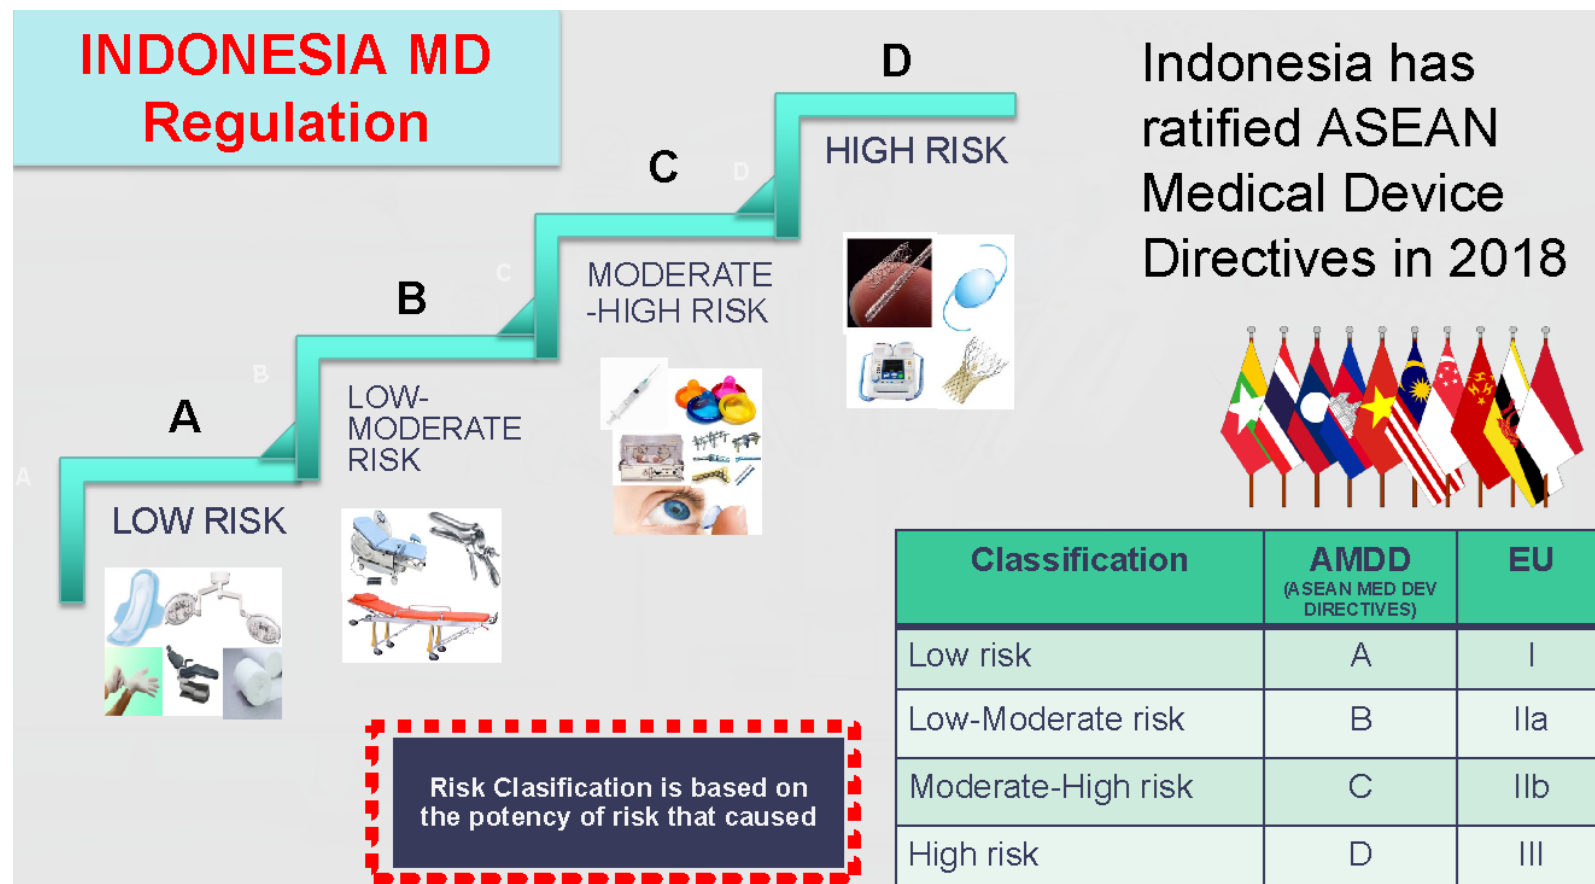 INDONESIA MD
Regulation
D
HIGH RISK
C
D
MODERATE
-HIGH RISK
B
C
LOW-
MODERATE
RISK
A
B
LOW RISK
A
Indonesia has
ratified ASEAN
Medical Device
Directives in 2018
Risk Clasification is based on
the potency of risk that caused
Classification AMDD EU
(ASEAN MED DEV
DIRECTIVES)
Low risk A I
Low-Moderate risk B IIa
Moderate-High risk C IIb
High risk D III